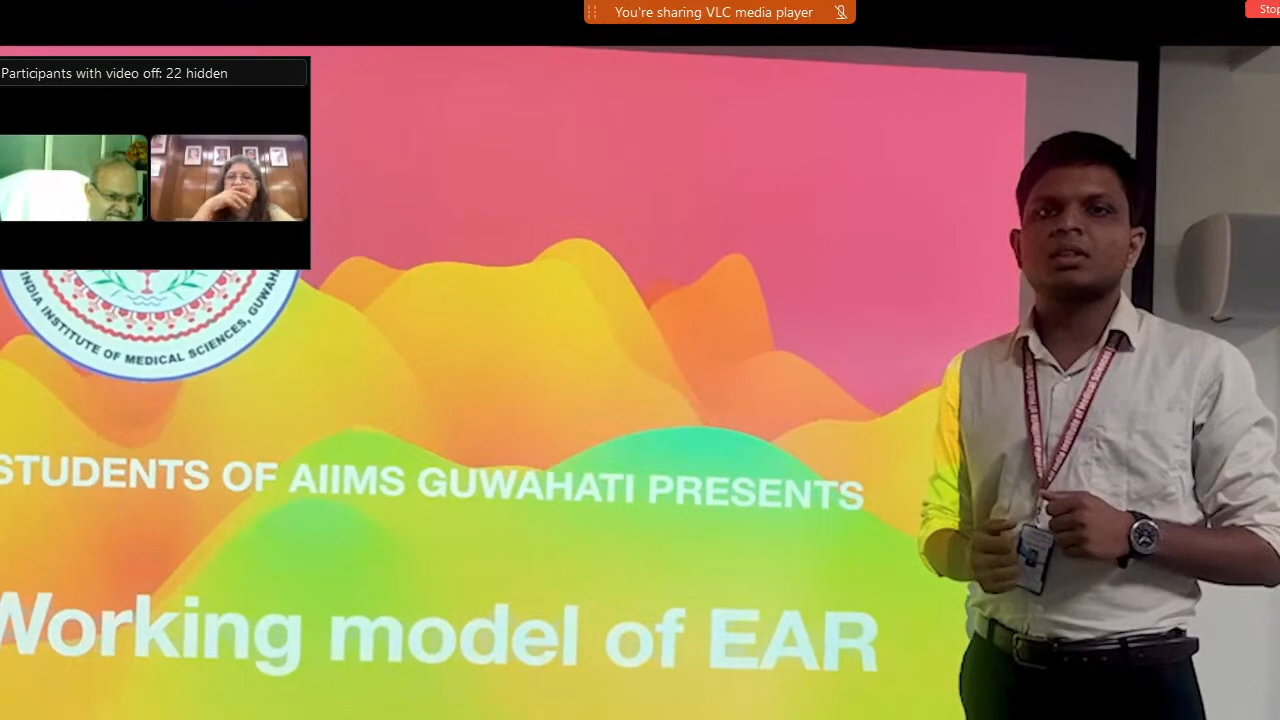 You're sharing VLC media player
Stop
Participants with video off: 22 hidden
INDIA INSTITUTE OF MEDICAL SCIENCES, GUWAHA
STUDENTS OF AIIMS GUWAHATI PRESENTS
Working model of EAR